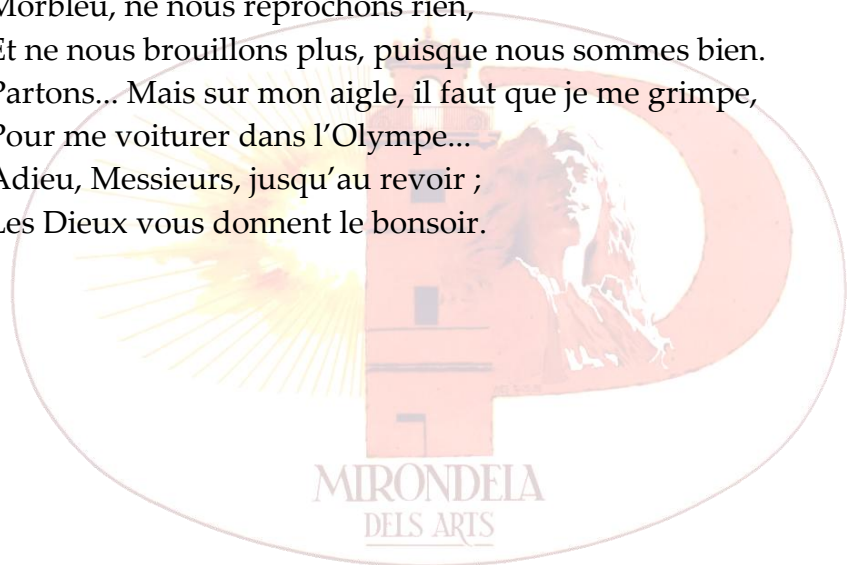 Morbleu, ne nous reprochons rien,
Et ne nous brouillons plus, puisque nous sommes bien.
Partons... Mais sur mon aigle, il faut que je me grimpe,
Pour me voiturer dans l’Olympe...
Adieu, Messieurs, jusqu’au revoir ;
Les Dieux vous donnent le bonsoir.
MIRONDELA
DELS ARTS